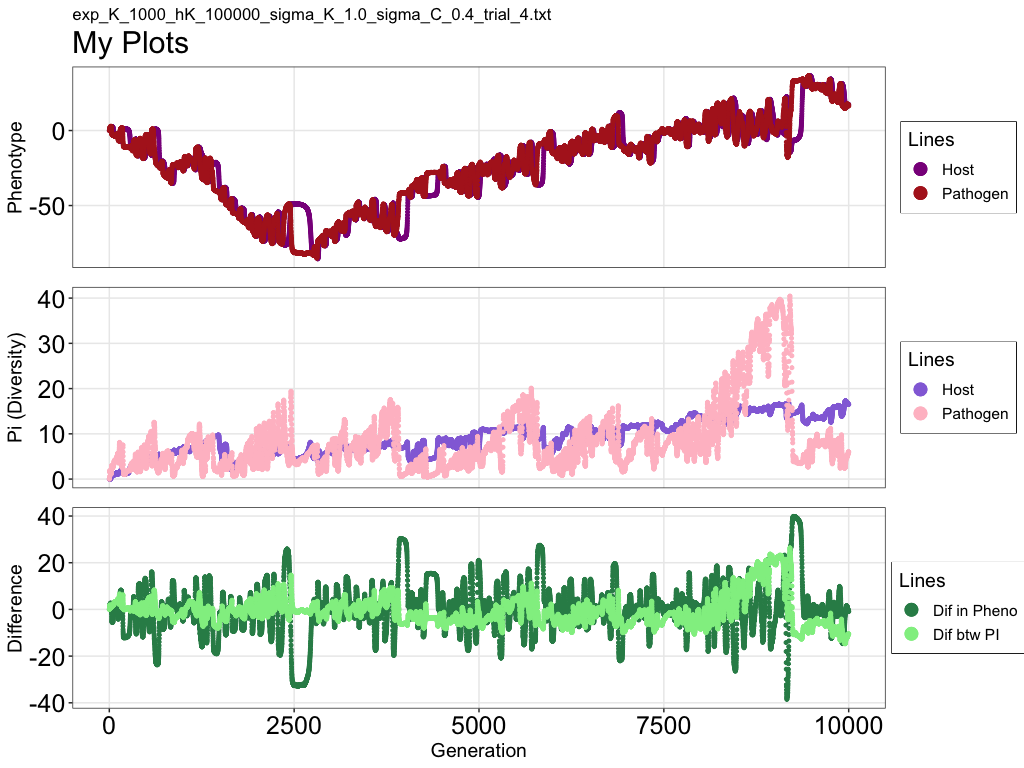 exp_K_1000_hK_100000_sigma_K_1.0_sigma_C_0.4_trial_4.txt
My Plots
Phenotype
0
-50
Lines
Host
Pathogen
Pi (Diversity)
40
30
20
10
0
Lines
Host
Pathogen
Difference
40
20
0
-20
-40
Lines
Dif in Pheno
Dif btw PI
0 2500 5000 7500 10000
Generation